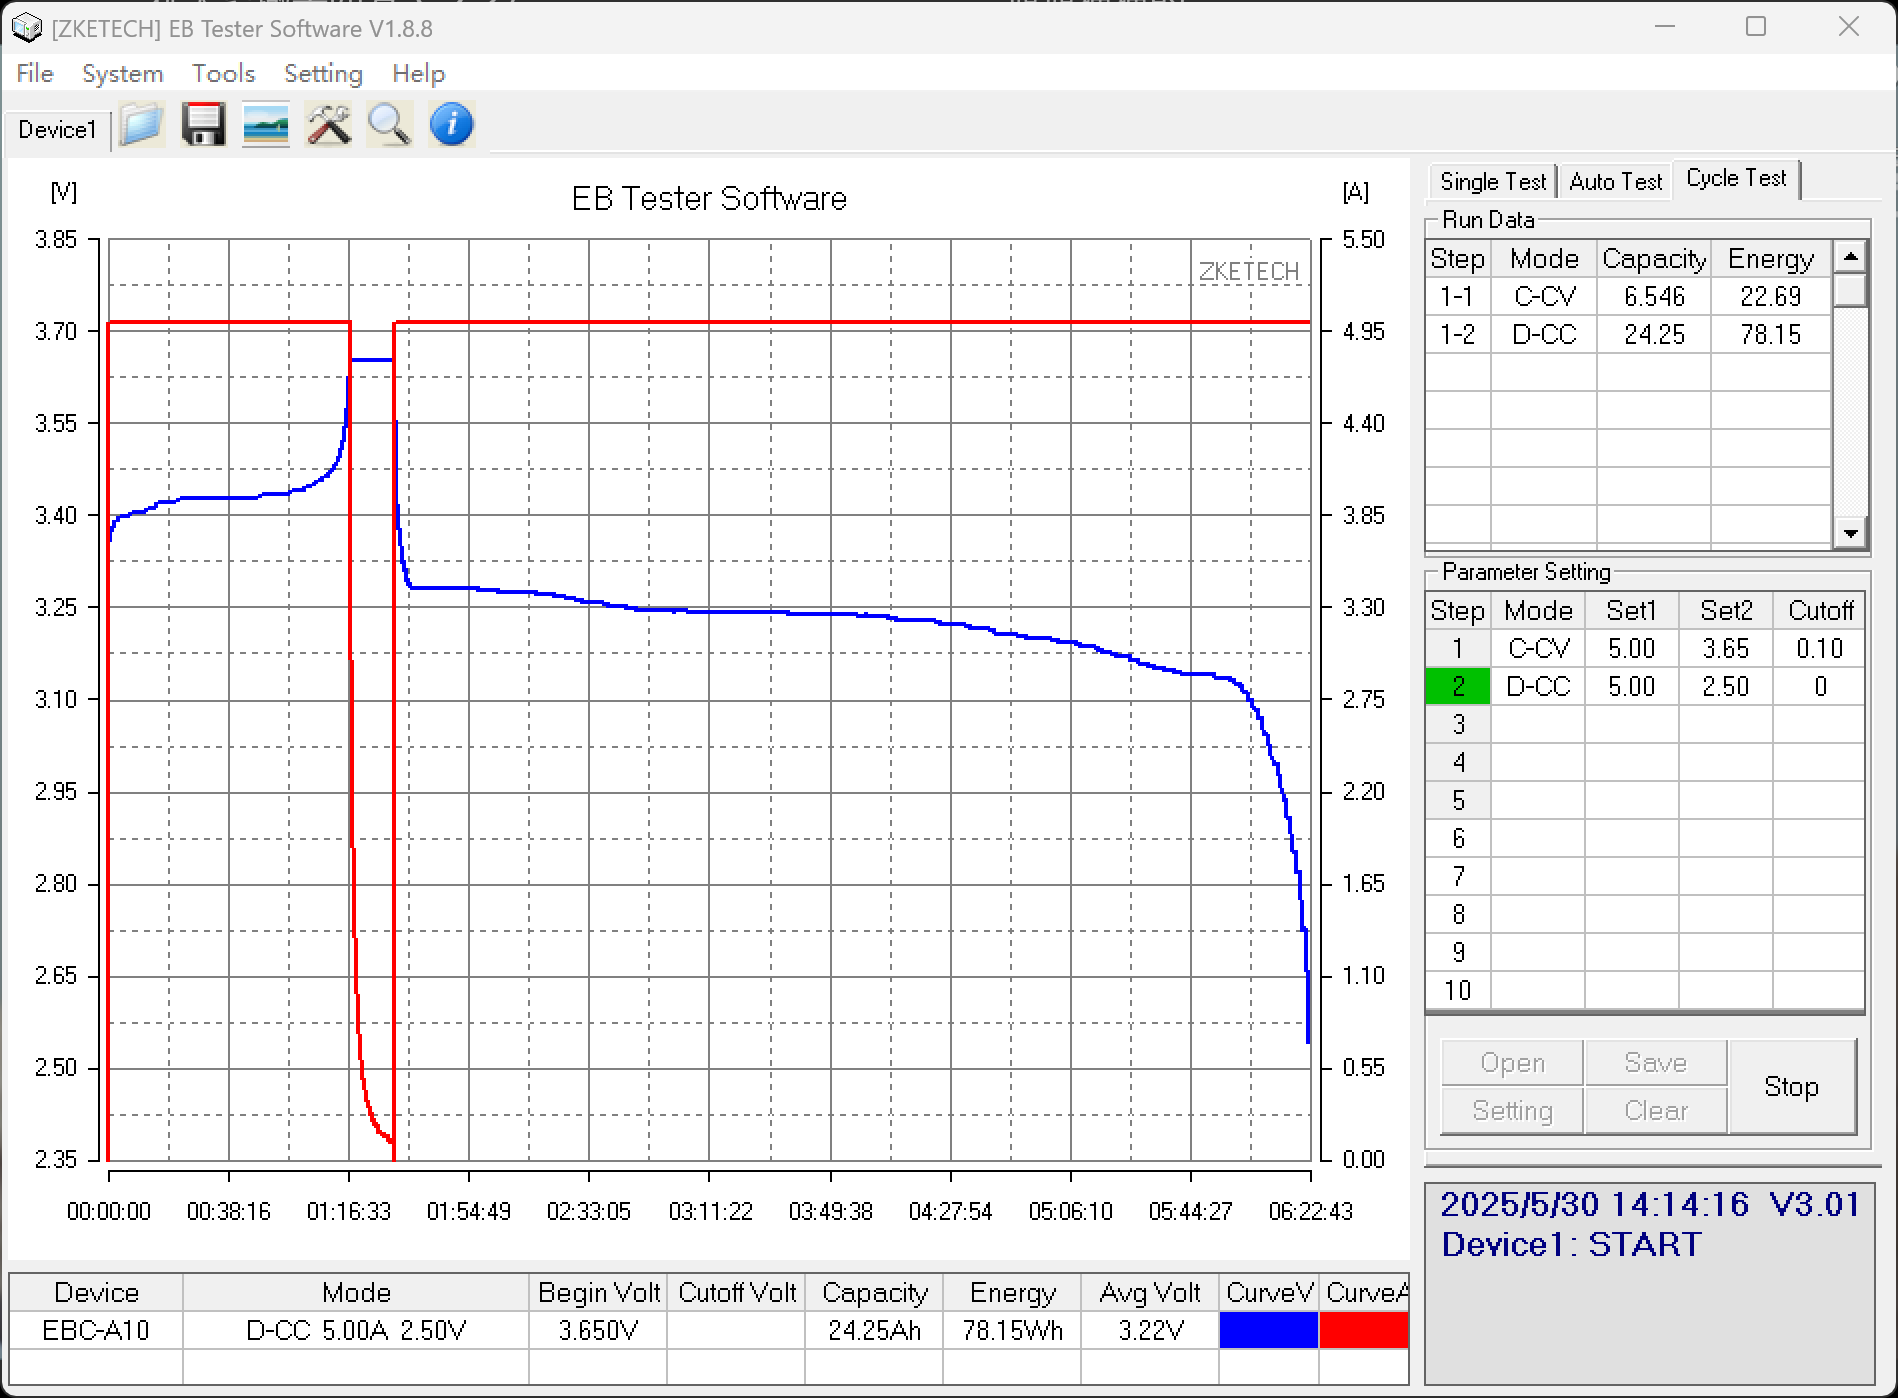 [ZKETECH] EB Tester Software V1.8.8
File System Tools Setting Help
Device1
[V] EB Tester Software [A]
ZKETECH
3.85
3.70
3.55
3.40
3.25
3.10
2.95
2.80
2.65
2.50
2.35
5.50
4.95
4.40
3.85
3.30
2.75
2.20
1.65
1.10
0.55
0.00
00:00:00 00:38:16 01:16:33 01:54:49 02:33:05 03:11:22 03:49:38 04:27:54 05:06:10 05:44:27 06:22:43
Device Mode Begin Volt Cutoff Volt Capacity Energy Avg Volt CurveV CurveA
EBC-A10 D-CC 5.00A 2.50V 3.650V 24.25Ah 78.15Wh 3.22V
Single Test Auto Test Cycle Test
Run Data
Step Mode Capacity Energy
1-1 C-CV 6.546 22.69
1-2 D-CC 24.25 78.15
Parameter Setting
Step Mode Set1 Set2 Cutoff
1 C-CV 5.00 3.65 0.10
2 D-CC 5.00 2.50 0
3
4
5
6
7
8
9
10
Open Save
Stop
Setting Clear
2025/5/30 14:14:16 V3.01
Device1: START